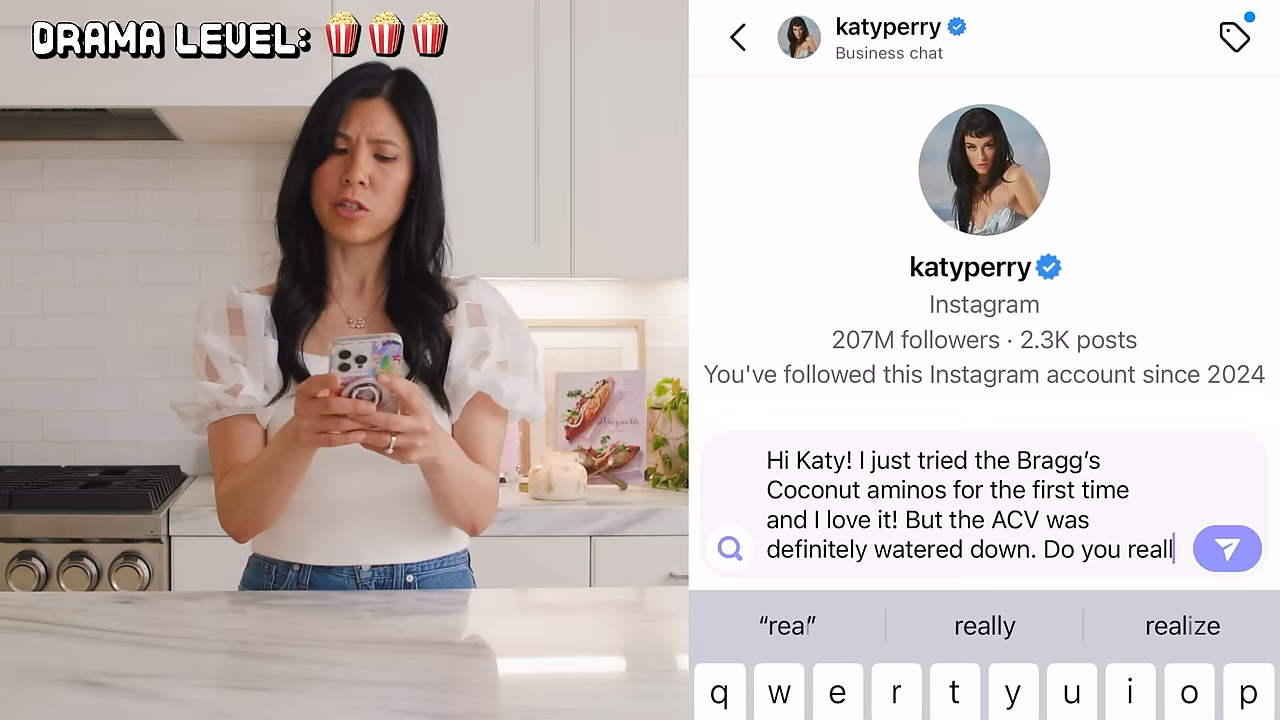 DRAMA LEVEL:
katyperry
Business chat
katyperry
Instagram
207M followers · 2.3K posts
You've followed this Instagram account since 2024
Hi Katy! I just tried the Bragg’s
Coconut aminos for the first time
and I love it! But the ACV was
definitely watered down. Do you reall
“rea” really realize
q w e r t y u i o p